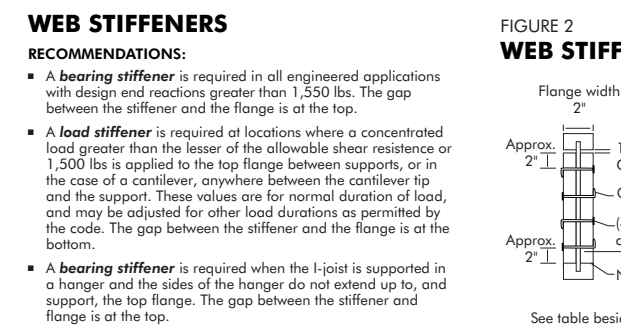 WEB STIFFENERS
RECOMMENDATIONS:
■ A bearing stiffener is required in all engineered applications
with design end reactions greater than 1,550 lbs. The gap
between the stiffener and the flange is at the top.
■ A load stiffener is required at locations where a concentrated
load greater than the lesser of the allowable shear resistance or
1,500 lbs is applied to the top flange between supports, or in
the case of a cantilever, anywhere between the cantilever tip
and the support. These values are for normal duration of load,
and may be adjusted for other load durations as permitted by
the code. The gap between the stiffener and the flange is at the
bottom.
■ A bearing stiffener is required when the I-joist is supported in
a hanger and the sides of the hanger do not extend up to, and
support, the top flange. The gap between the stiffener and
flange is at the top.
FIGURE 2
WEB STIFF
Flange width
2"
Approx.
2"
Approx.
2"
See table